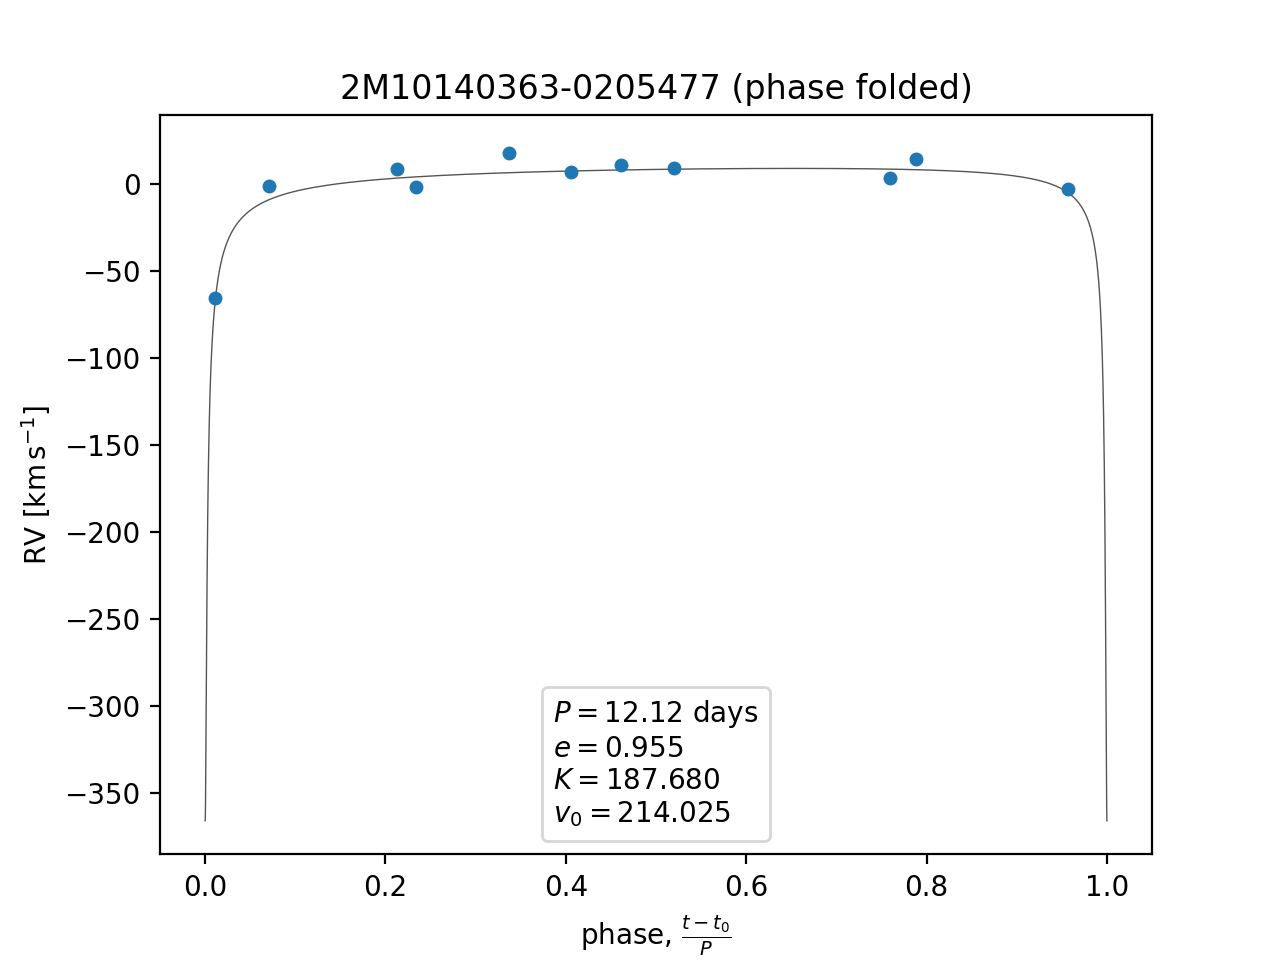 2M10140363-0205477 (phase folded)
RV [km s⁻¹]
0
−50
−100
−150
−200
−250
−300
−350
P = 12.12 days
e = 0.955
K = 187.680
v₀ = 214.025
0.0 0.2 0.4 0.6 0.8 1.0
phase, (t − t₀)/P